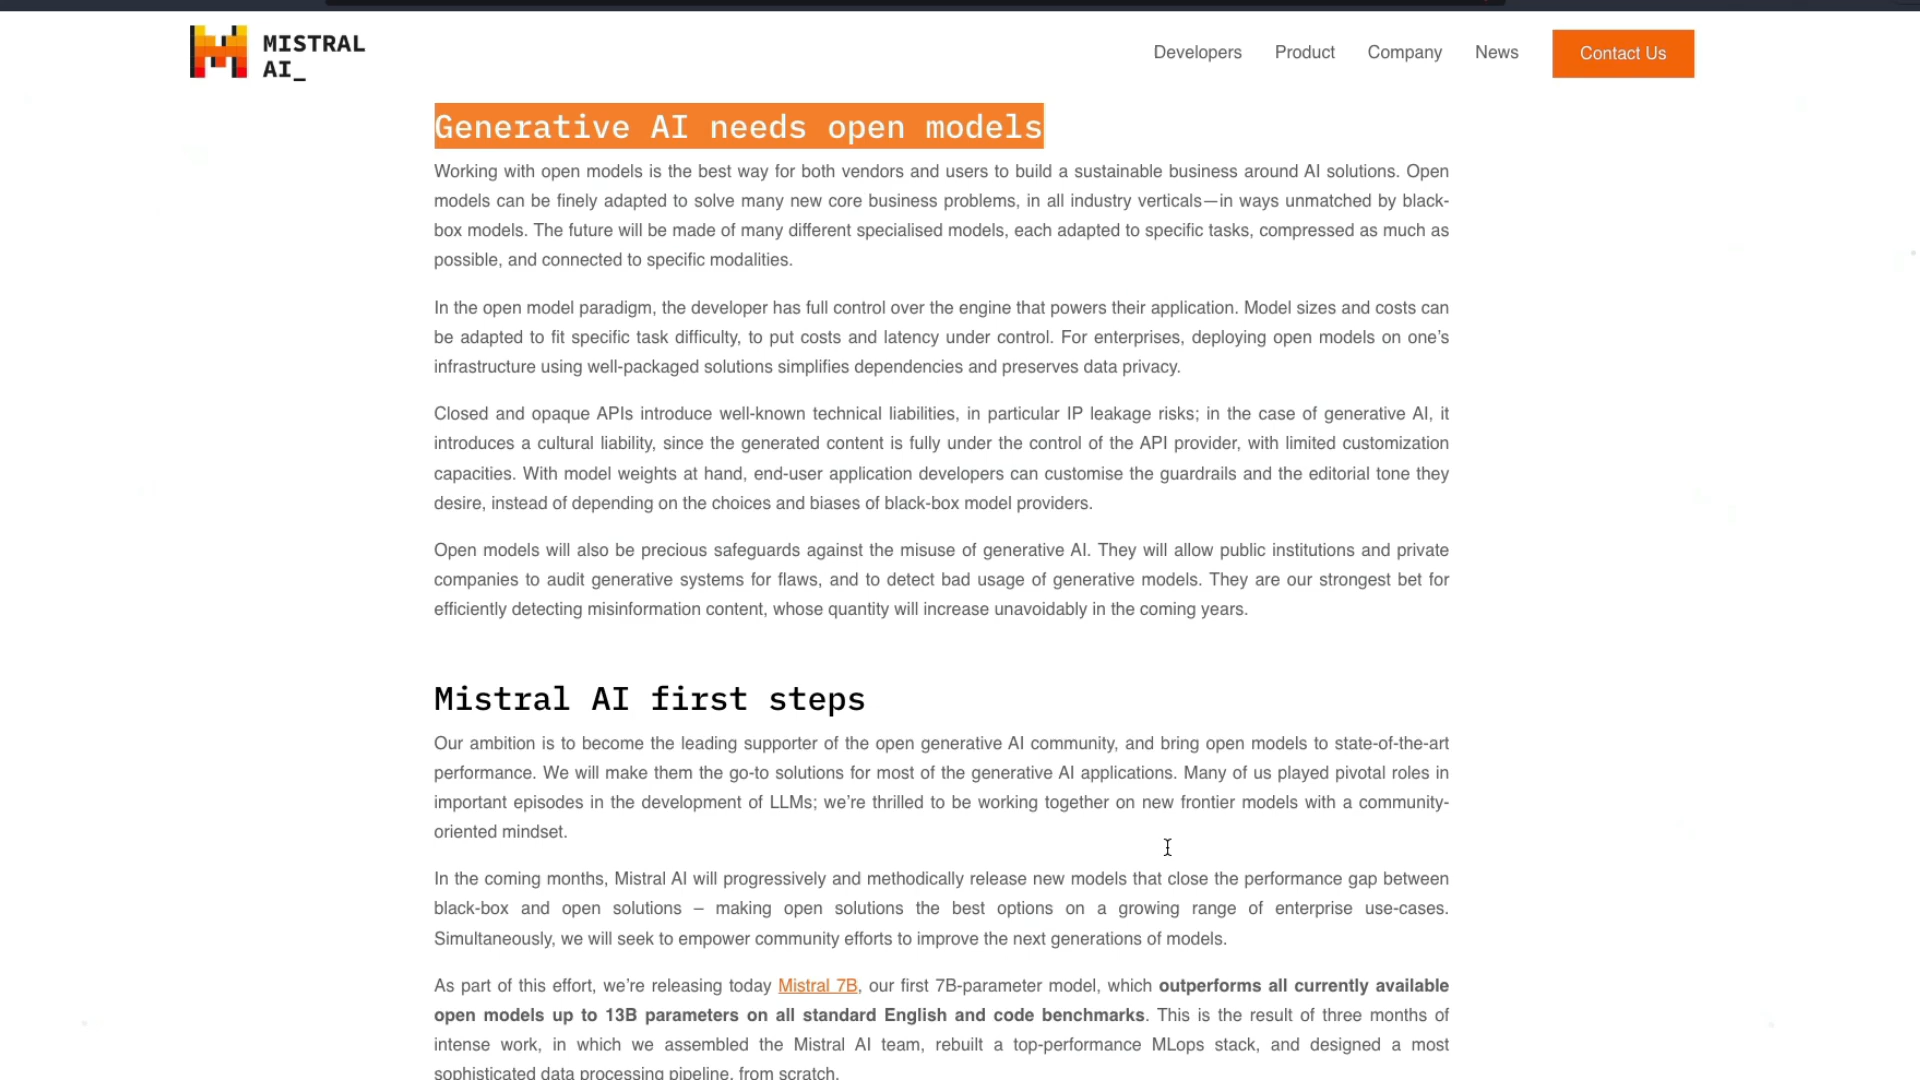 MISTRAL
AI_
Developers Product Company News Contact Us
Generative AI needs open models
Working with open models is the best way for both vendors and users to build a sustainable business around AI solutions. Open
models can be finely adapted to solve many new core business problems, in all industry verticals—in ways unmatched by black-
box models. The future will be made of many different specialised models, each adapted to specific tasks, compressed as much as
possible, and connected to specific modalities.
In the open model paradigm, the developer has full control over the engine that powers their application. Model sizes and costs can
be adapted to fit specific task difficulty, to put costs and latency under control. For enterprises, deploying open models on one’s
infrastructure using well-packaged solutions simplifies dependencies and preserves data privacy.
Closed and opaque APIs introduce well-known technical liabilities, in particular IP leakage risks; in the case of generative AI, it
introduces a cultural liability, since the generated content is fully under the control of the API provider, with limited customization
capacities. With model weights at hand, end-user application developers can customise the guardrails and the editorial tone they
desire, instead of depending on the choices and biases of black-box model providers.
Open models will also be precious safeguards against the misuse of generative AI. They will allow public institutions and private
companies to audit generative systems for flaws, and to detect bad usage of generative models. They are our strongest bet for
efficiently detecting misinformation content, whose quantity will increase unavoidably in the coming years.
Mistral AI first steps
Our ambition is to become the leading supporter of the open generative AI community, and bring open models to state-of-the-art
performance. We will make them the go-to solutions for most of the generative AI applications. Many of us played pivotal roles in
important episodes in the development of LLMs; we’re thrilled to be working together on new frontier models with a community-
oriented mindset.
In the coming months, Mistral AI will progressively and methodically release new models that close the performance gap between
black-box and open solutions – making open solutions the best options on a growing range of enterprise use-cases.
Simultaneously, we will seek to empower community efforts to improve the next generations of models.
As part of this effort, we’re releasing today Mistral 7B, our first 7B-parameter model, which outperforms all currently available
open models up to 13B parameters on all standard English and code benchmarks. This is the result of three months of
intense work, in which we assembled the Mistral AI team, rebuilt a top-performance MLops stack, and designed a most
sophisticated data processing pipeline, from scratch.